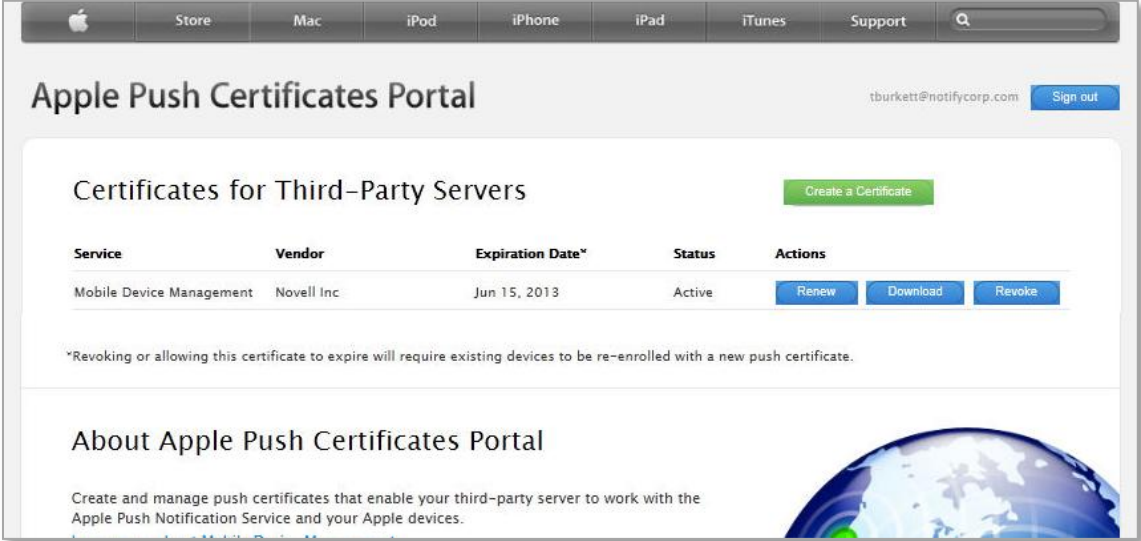 Store Mac iPod iPhone iPad iTunes Support
Apple Push Certificates Portal
tburkett@notifycorp.com Sign out
Certificates for Third-Party Servers
Create a Certificate
Service Vendor Expiration Date* Status Actions
Mobile Device Management Novell Inc Jun 15, 2013 Active Renew Download Revoke
*Revoking or allowing this certificate to expire will require existing devices to be re-enrolled with a new push certificate.
About Apple Push Certificates Portal
Create and manage push certificates that enable your third-party server to work with the
Apple Push Notification Service and your Apple devices.